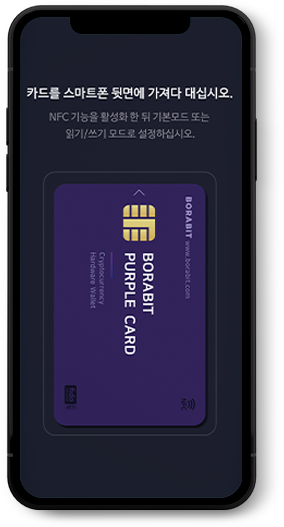 카드를 스마트폰 뒷면에 가져다 대십시오.
NFC 기능을 활성화 한 뒤 기본모드 또는
읽기/쓰기 모드로 설정하십시오.
BORABIT www.borabit.com
BORABIT
PURPLE CARD
Cryptocurrency
Hardware Wallet
NFC